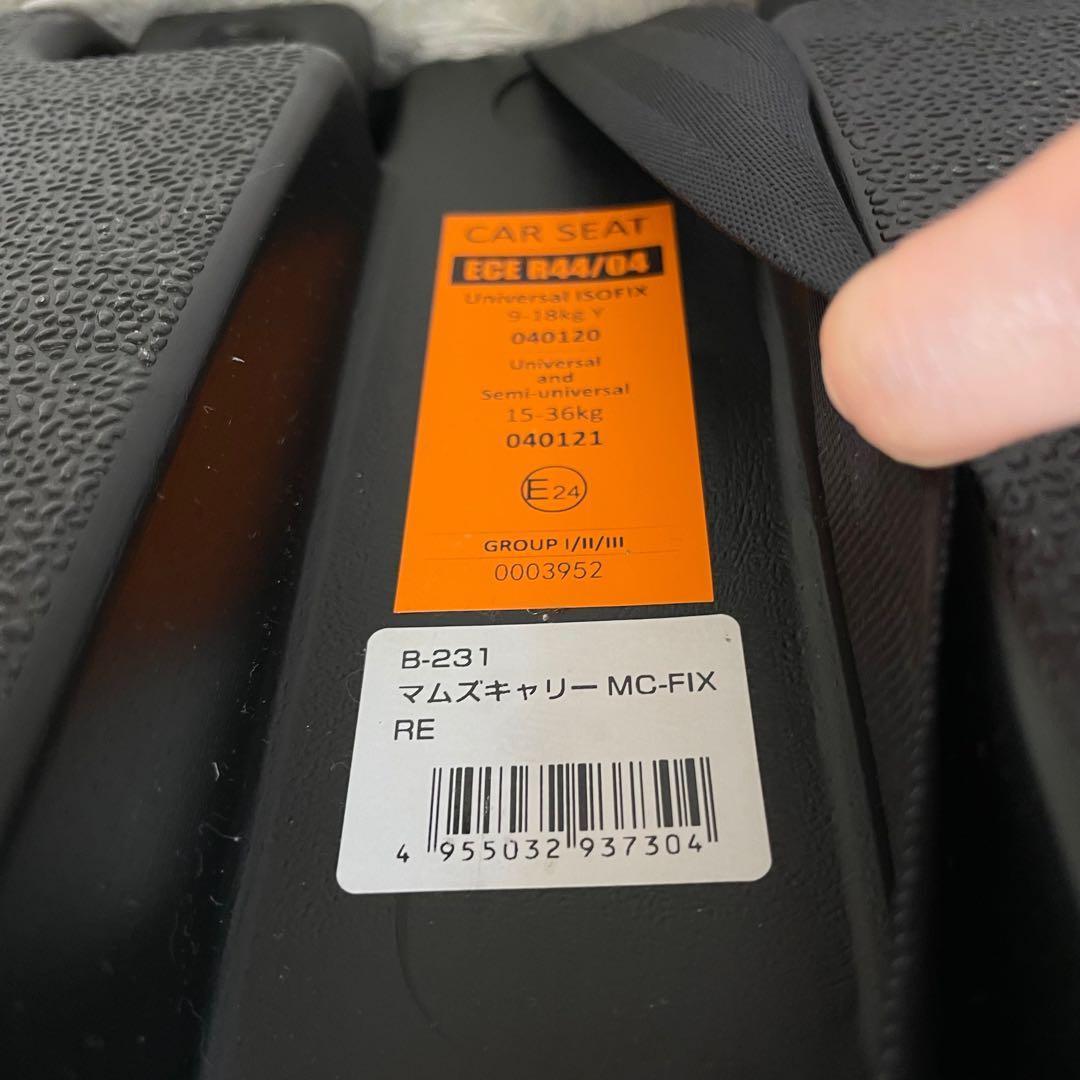 CAR SEAT
ECE R44/04
Universal ISOFIX
9-18kg Y
040120
Universal
and
Semi-universal
15-36kg
040121
E24
GROUP I/II/III
0003952
B-231
マムズキャリー MC-FIX
RE
4 955032 937304